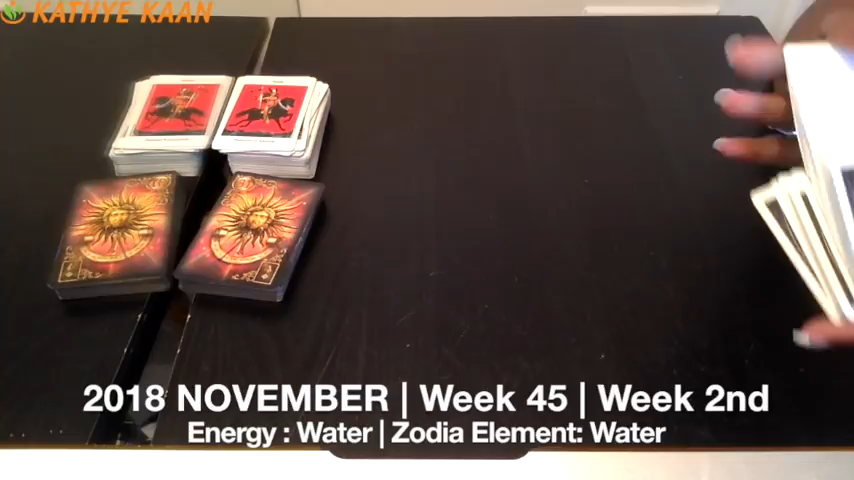 KATHYE KAAN
2018 NOVEMBER | Week 45 | Week 2nd
Energy : Water | Zodia Element: Water